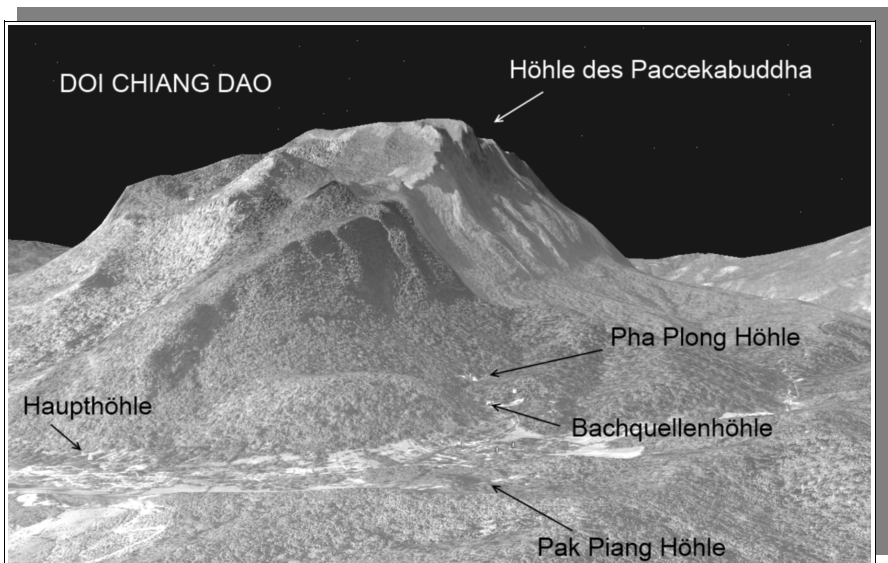 DOI CHIANG DAO
Höhle des Paccekabuddha
Pha Plong Höhle
Haupthöhle
Bachquellenhöhle
Pak Piang Höhle